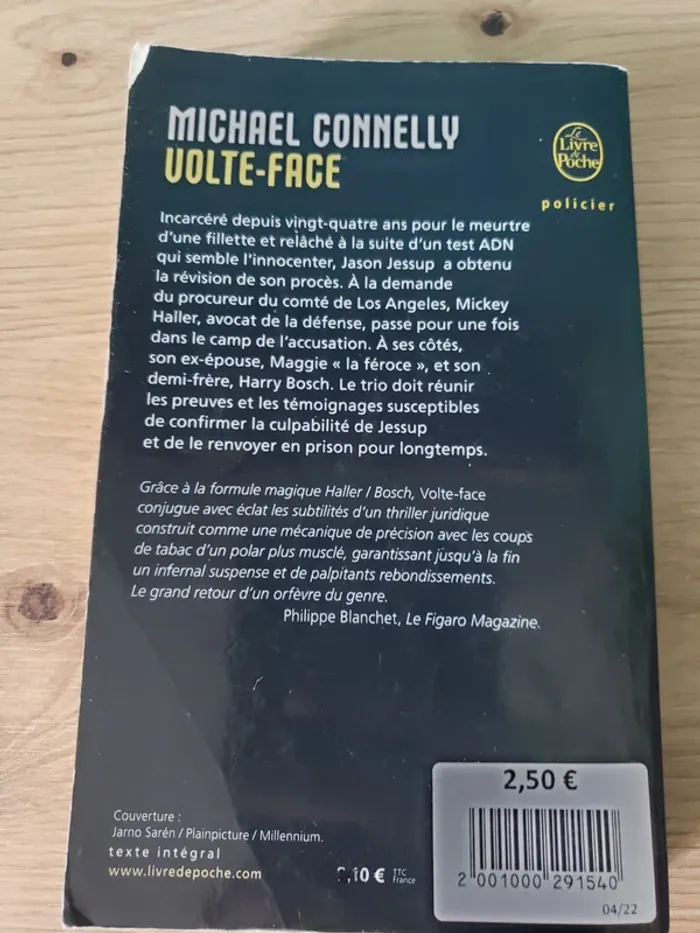 MICHAEL CONNELLY
VOLTE-FACE
Le
Livre
de
Poche
policier
Incarcéré depuis vingt-quatre ans pour le meurtre
d'une fillette et relâché à la suite d'un test ADN
qui semble l'innocenter, Jason Jessup a obtenu
la révision de son procès. À la demande
du procureur du comté de Los Angeles, Mickey
Haller, avocat de la défense, passe pour une fois
dans le camp de l'accusation. À ses côtés,
son ex-épouse, Maggie « la féroce », et son
demi-frère, Harry Bosch. Le trio doit réunir
les preuves et les témoignages susceptibles
de confirmer la culpabilité de Jessup
et de le renvoyer en prison pour longtemps.
Grâce à la formule magique Haller / Bosch, Volte-face
conjugue avec éclat les subtilités d'un thriller juridique
construit comme une mécanique de précision avec les coups
de tabac d'un polar plus musclé, garantissant jusqu'à la fin
un infernal suspense et de palpitants rebondissements.
Le grand retour d'un orfèvre du genre.
Philippe Blanchet, Le Figaro Magazine.
2,50 €
Couverture :
Jarno Sarén / Plainpicture / Millennium.
texte intégral
www.livredepoche.com
,10 € TTC
France
2 001000 291540
04/22